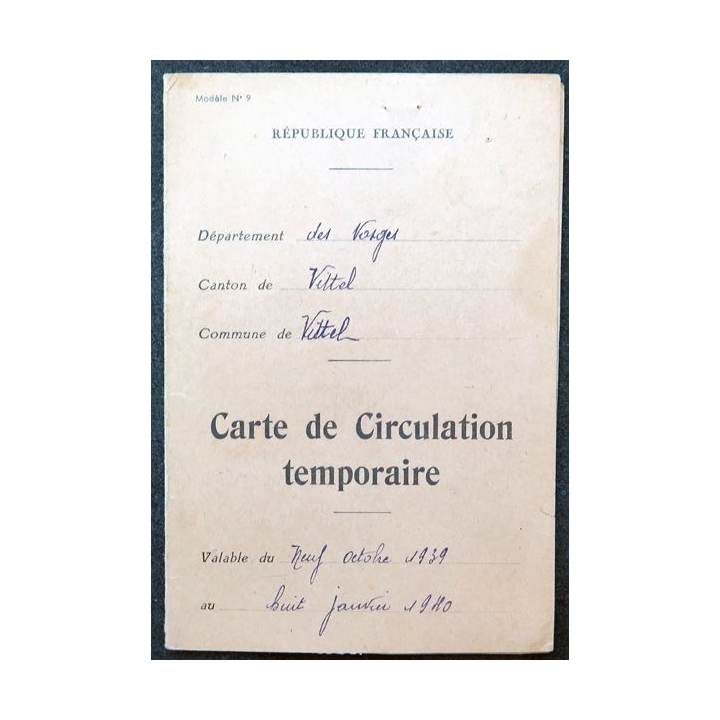 Modèle N° 9
RÉPUBLIQUE FRANÇAISE
Département des Vosges
Canton de Vittel
Commune de Vittel
Carte de Circulation
temporaire
Valable du Neuf octobre 1939
au huit janvier 1940